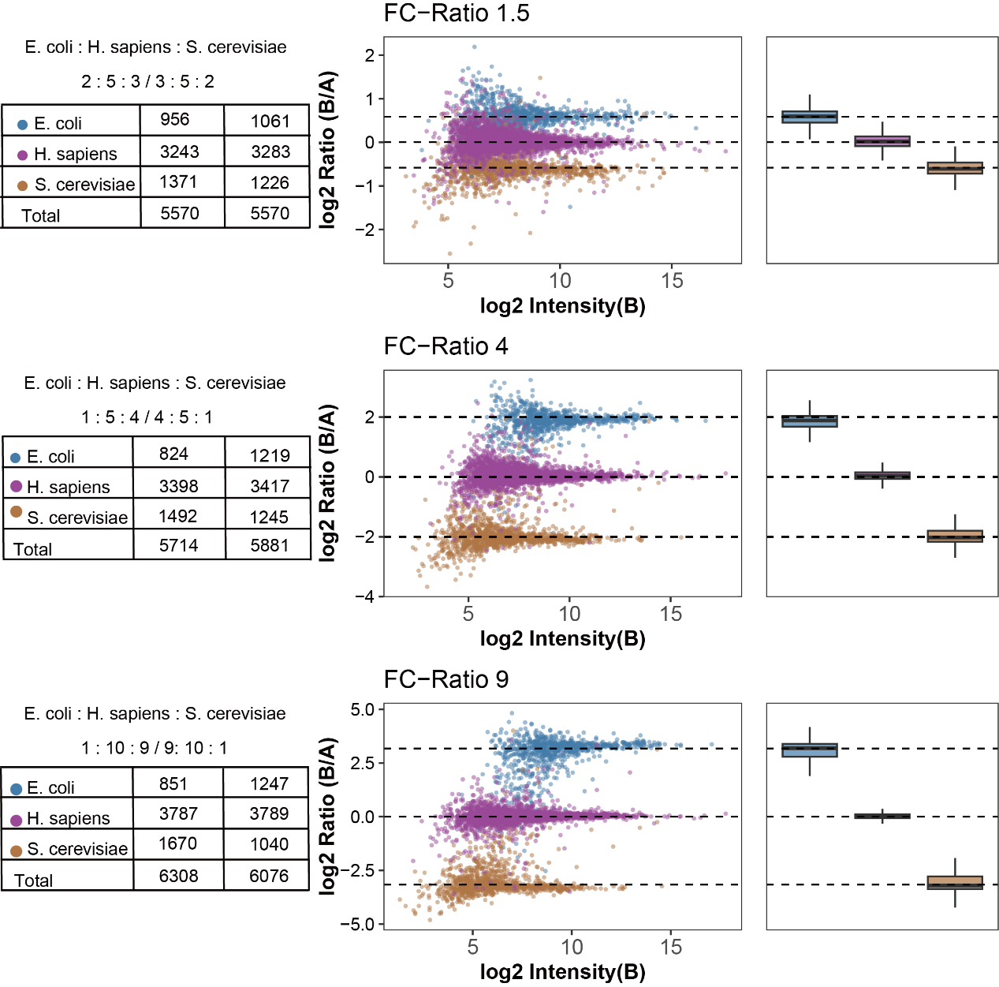 FC−Ratio 1.5
E. coli : H. sapiens : S. cerevisiae
2 : 5 : 3 / 3 : 5 : 2
E. coli 956 1061
H. sapiens 3243 3283
S. cerevisiae 1371 1226
Total 5570 5570
log2 Ratio (B/A)
2
1
0
−1
−2
5 10 15
log2 Intensity(B)
FC−Ratio 4
E. coli : H. sapiens : S. cerevisiae
1 : 5 : 4 / 4 : 5 : 1
E. coli 824 1219
H. sapiens 3398 3417
S. cerevisiae 1492 1245
Total 5714 5881
log2 Ratio (B/A)
2
0
−2
−4
5 10 15
log2 Intensity(B)
FC−Ratio 9
E. coli : H. sapiens : S. cerevisiae
1 : 10 : 9 / 9: 10 : 1
E. coli 851 1247
H. sapiens 3787 3789
S. cerevisiae 1670 1040
Total 6308 6076
log2 Ratio (B/A)
5.0
2.5
0.0
−2.5
−5.0
5 10 15
log2 Intensity(B)